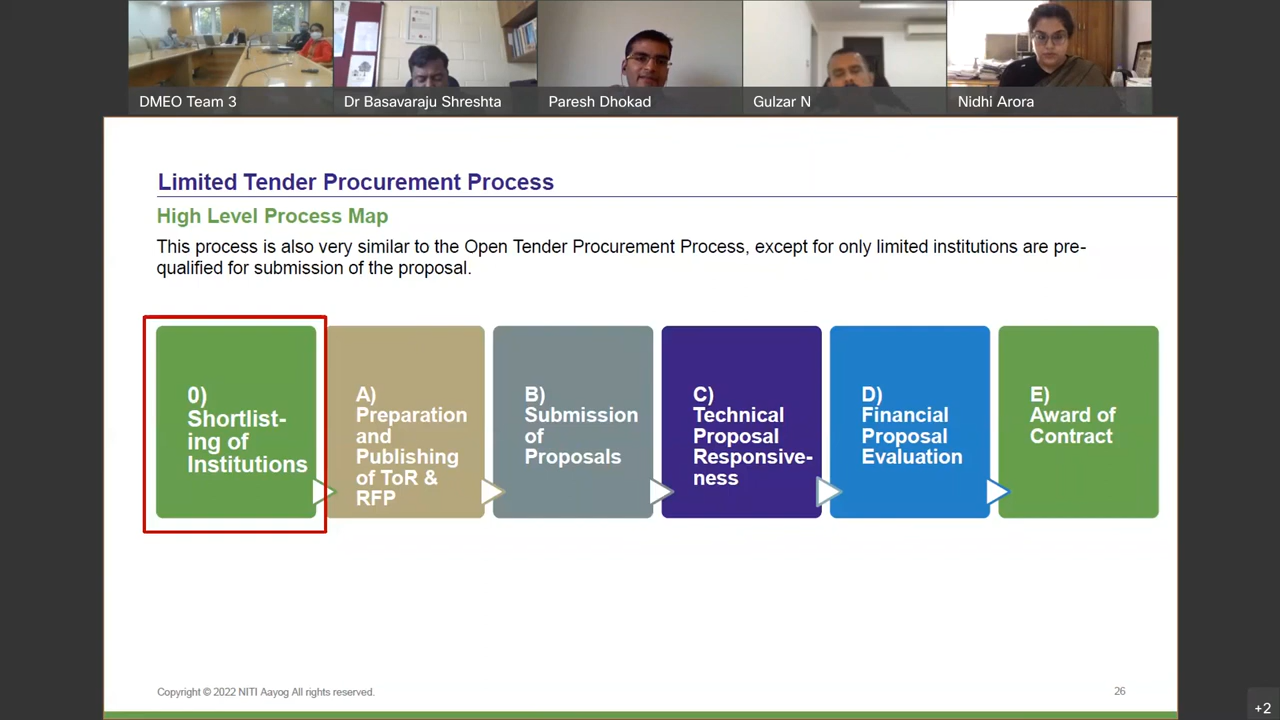 DMEO Team 3
Dr Basavaraju Shreshta
Paresh Dhokad
Gulzar N
Nidhi Arora
Limited Tender Procurement Process
High Level Process Map
This process is also very similar to the Open Tender Procurement Process, except for only limited institutions are pre-
qualified for submission of the proposal.
0)
Shortlist-
ing of
Institutions
A)
Preparation
and
Publishing
of ToR &
RFP
B)
Submission
of
Proposals
C)
Technical
Proposal
Responsive-
ness
D)
Financial
Proposal
Evaluation
E)
Award of
Contract
Copyright © 2022 NITI Aayog All rights reserved.
26
+2